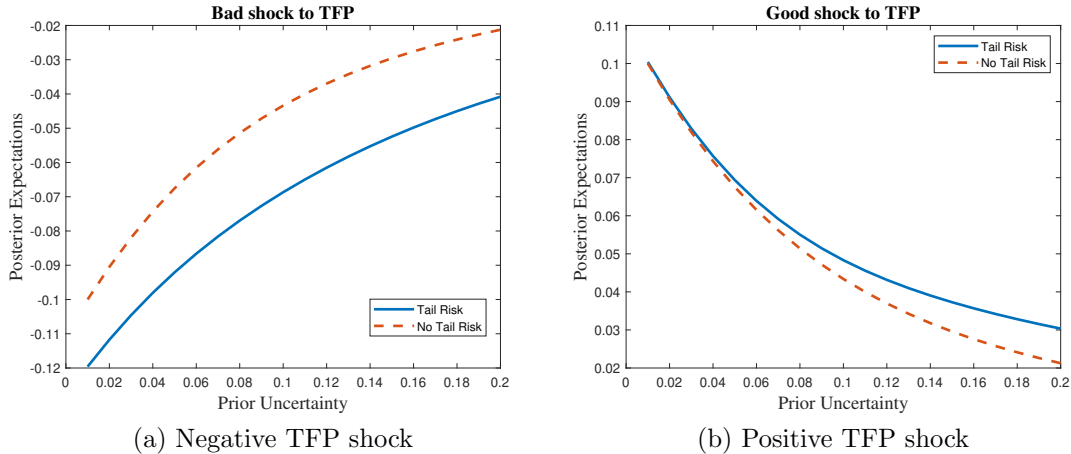 Bad shock to TFP
-0.02
-0.03
-0.04
-0.05
-0.06
-0.07
-0.08
-0.09
-0.1
-0.11
-0.12
Posterior Expectations
Tail Risk
No Tail Risk
0 0.02 0.04 0.06 0.08 0.1 0.12 0.14 0.16 0.18 0.2
Prior Uncertainty
(a) Negative TFP shock
Good shock to TFP
0.11
0.1
0.09
0.08
0.07
0.06
0.05
0.04
0.03
0.02
Posterior Expectations
Tail Risk
No Tail Risk
0 0.02 0.04 0.06 0.08 0.1 0.12 0.14 0.16 0.18 0.2
Prior Uncertainty
(b) Positive TFP shock